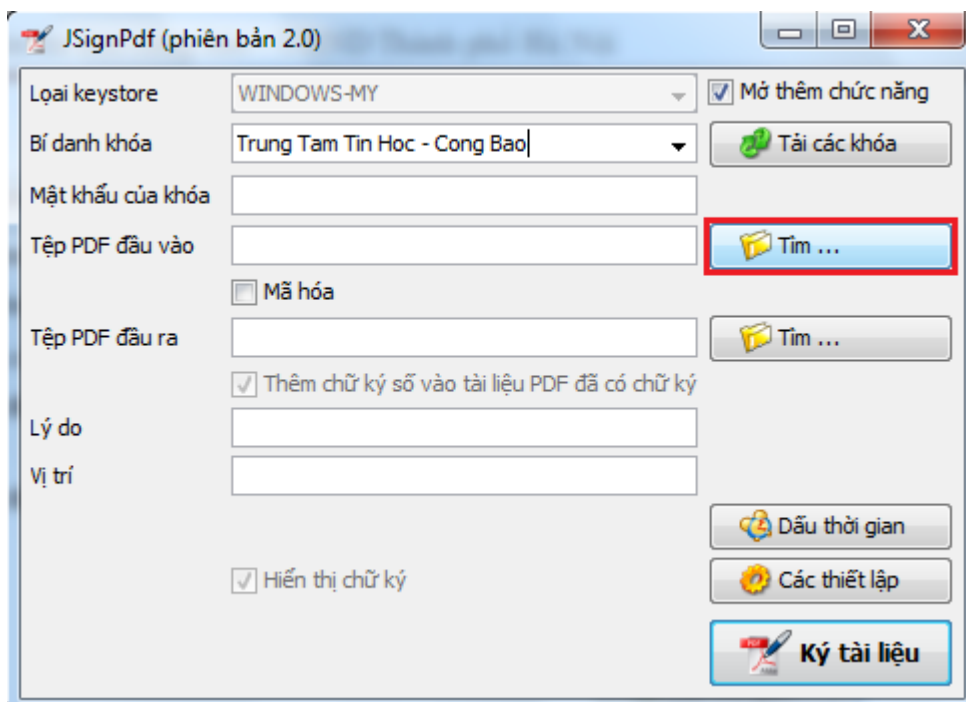 JSignPdf (phiên bản 2.0)
Lọai keystore WINDOWS-MY Mở thêm chức năng
Bí danh khóa Trung Tam Tin Hoc - Cong Bao Tải các khóa
Mật khẩu của khóa
Tệp PDF đầu vào Tìm ...
Mã hóa
Tệp PDF đầu ra Tìm ...
Thêm chữ ký số vào tài liệu PDF đã có chữ ký
Lý do
Vị trí
Dấu thời gian
Hiển thị chữ ký Các thiết lập
Ký tài liệu